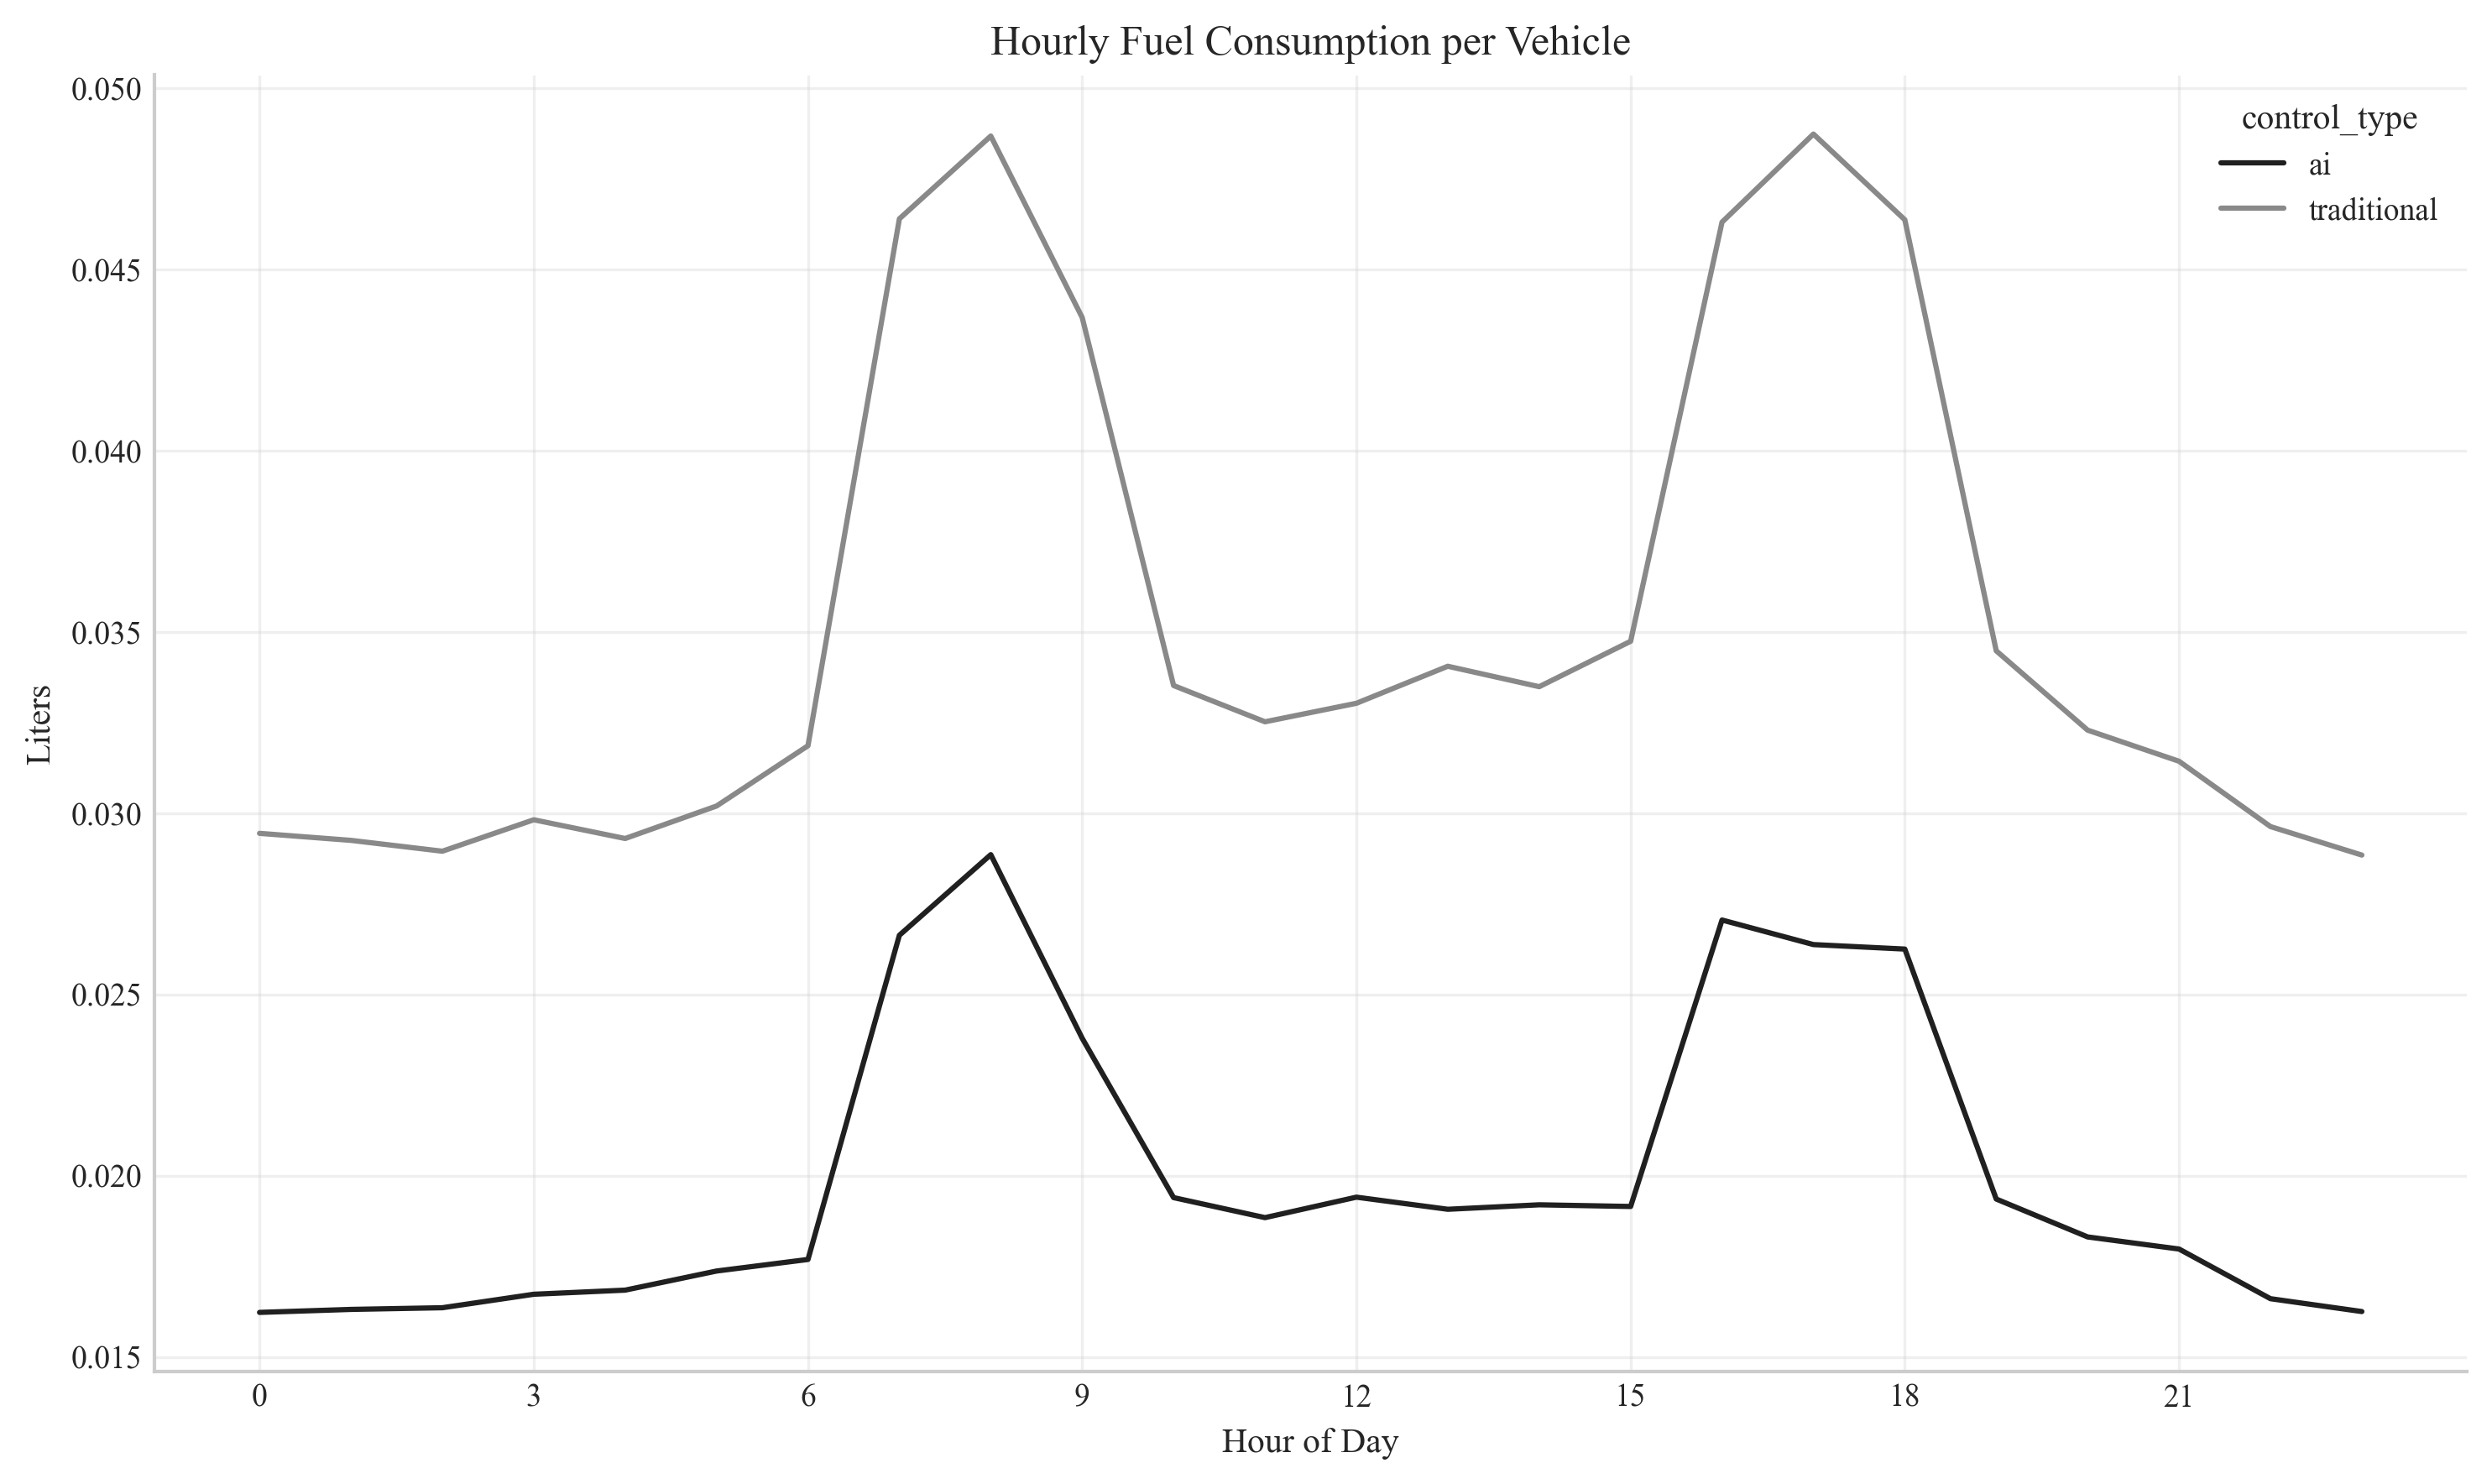 Hourly Fuel Consumption per Vehicle
control_type
ai
traditional
0.050
0.045
0.040
0.035
0.030
0.025
0.020
0.015
Liters
0 3 6 9 12 15 18 21
Hour of Day